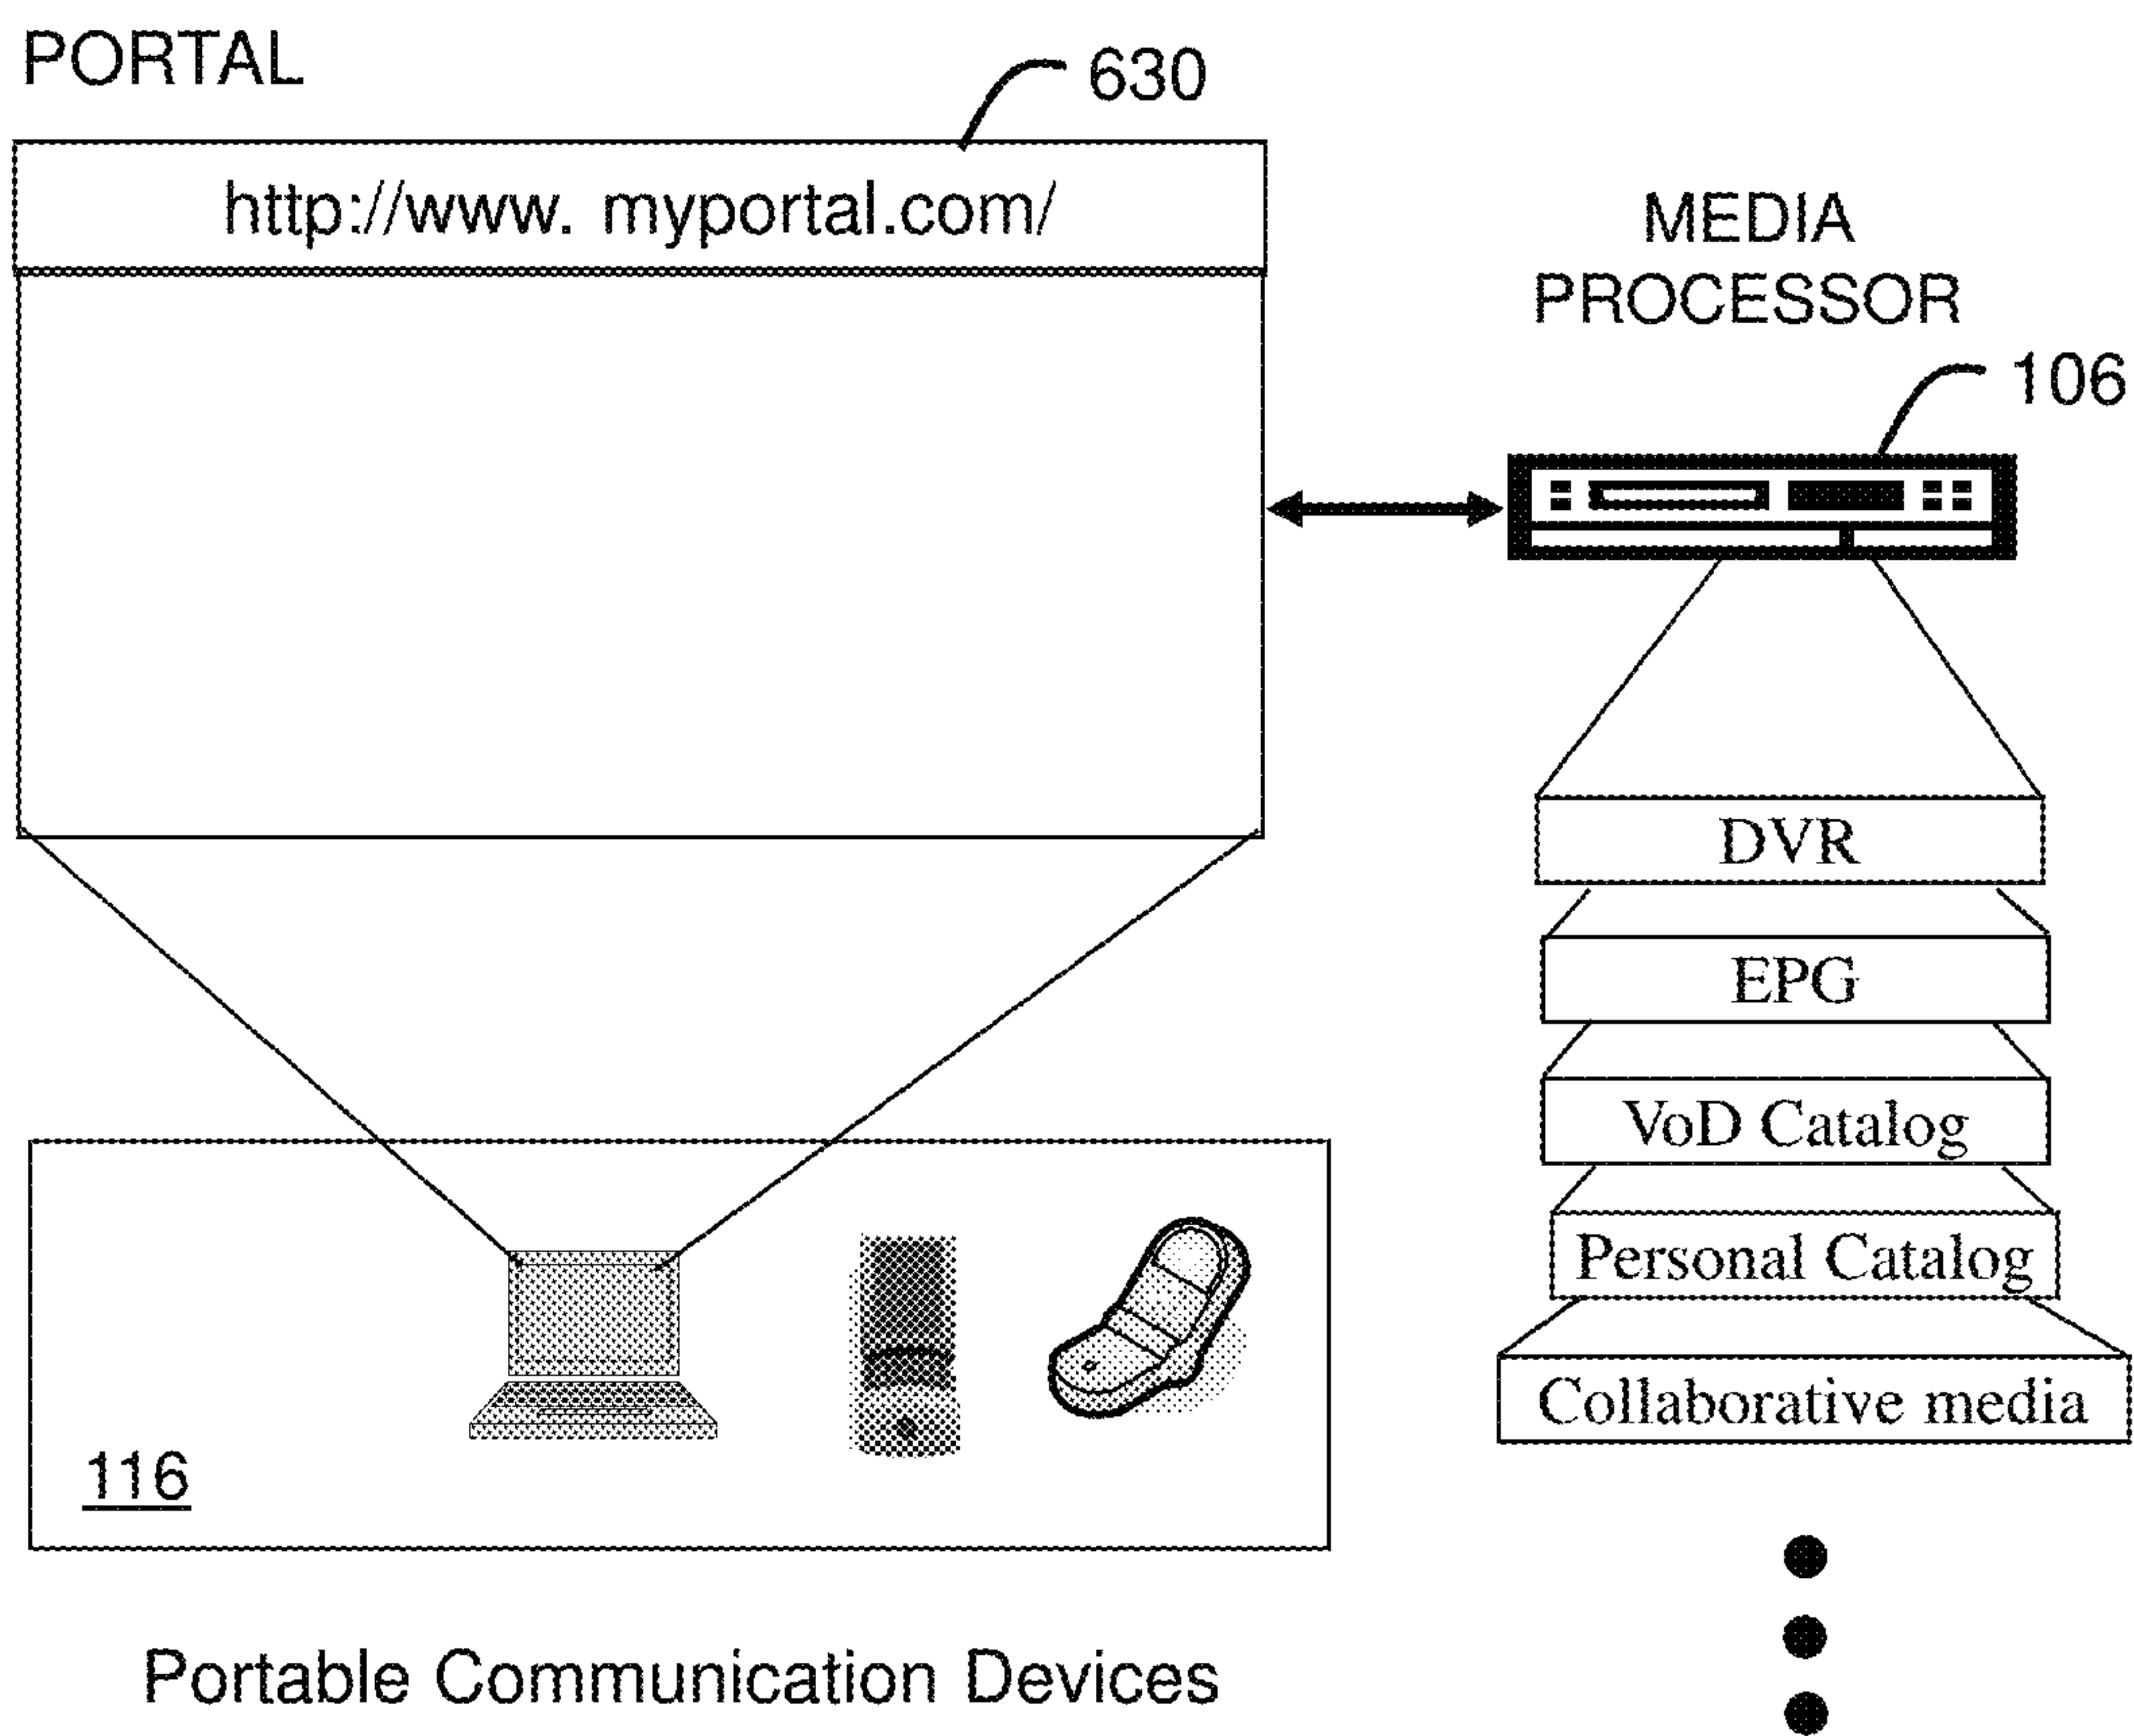 PORTAL
630
http://www. myportal.com/
MEDIA
PROCESSOR
106
DVR
EPG
VoD Catalog
Personal Catalog
Collaborative media
116
Portable Communication Devices